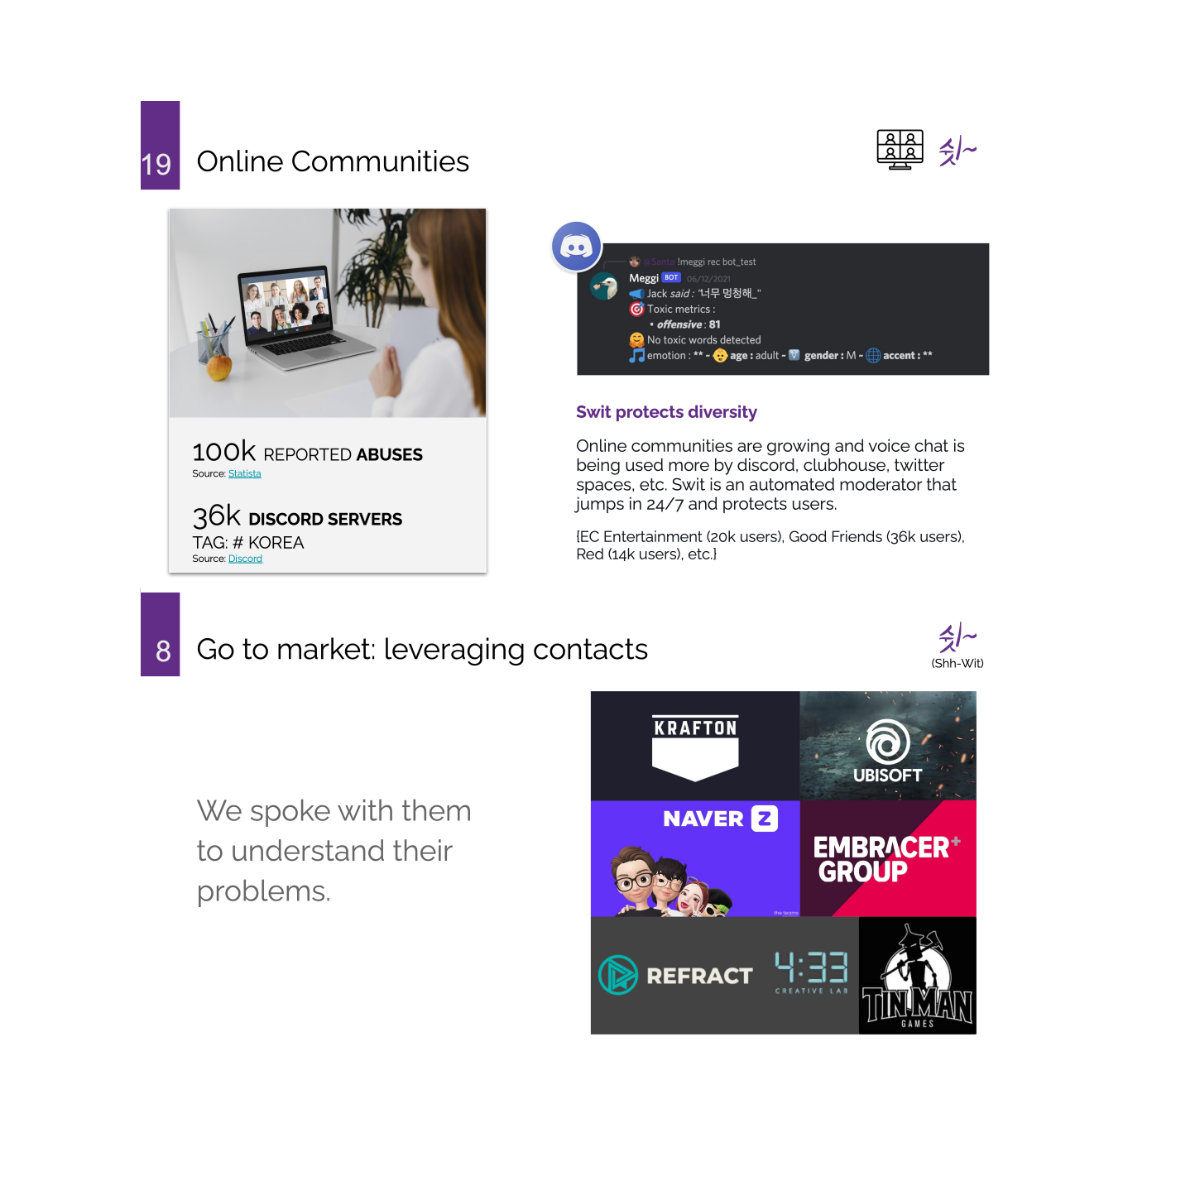 19
Online Communities
쉿~
100k REPORTED ABUSES
Source: Statista
36k DISCORD SERVERS
TAG: # KOREA
Source: Discord
@Santa !meggi rec bot_test
Meggi BOT 06/12/2021
Jack said : "너무 멍청해_"
Toxic metrics :
• offensive : 81
No toxic words detected
emotion : ** - age : adult - gender : M - accent : **
Swit protects diversity
Online communities are growing and voice chat is
being used more by discord, clubhouse, twitter
spaces, etc. Swit is an automated moderator that
jumps in 24/7 and protects users.
{EC Entertainment (20k users), Good Friends (36k users),
Red (14k users), etc.}
8
Go to market: leveraging contacts
쉿~
(Shh-Wit)
We spoke with them
to understand their
problems.
KRAFTON
UBISOFT
NAVER Z
the teams
EMBRACER+
GROUP
REFRACT
4:33
CREATIVE LAB
TIN MAN
GAMES